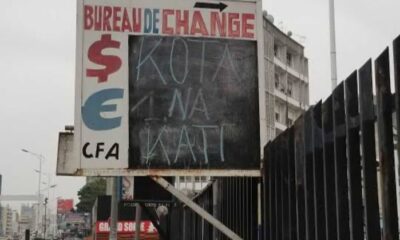 BUREAU DE CHANGE
$
€
CFA
KOTA
NA
KATI